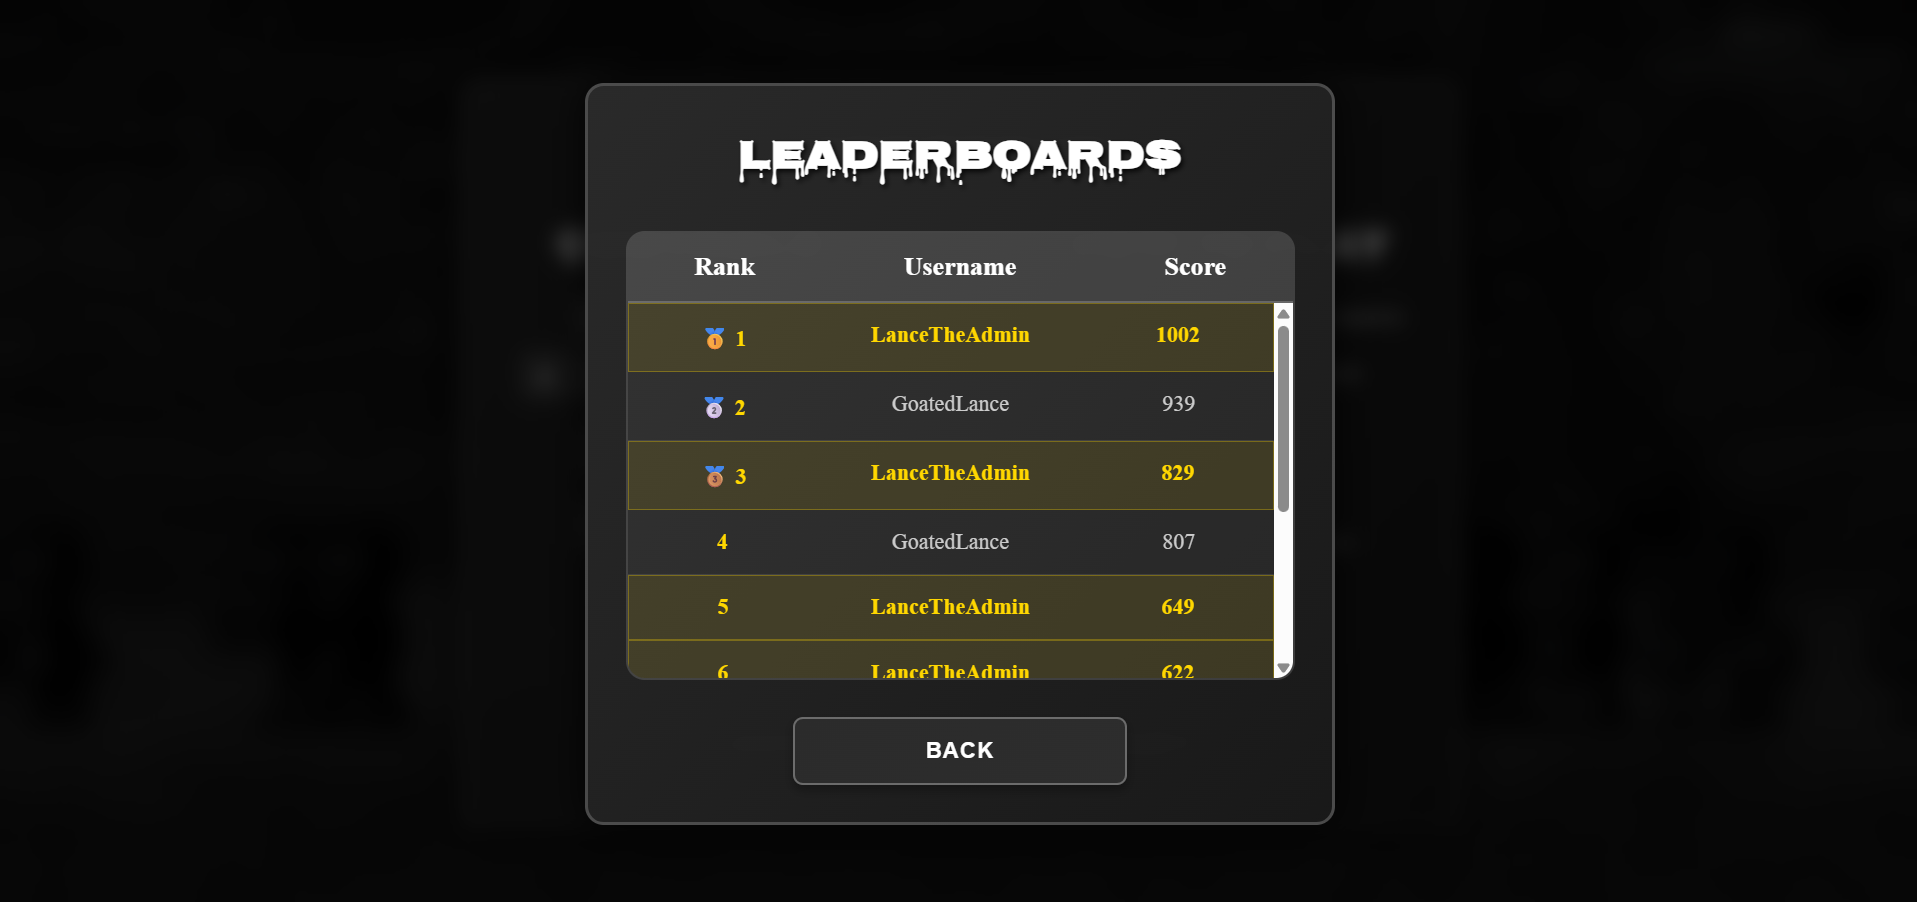 LEADERBOARDS
Rank Username Score
1 LanceTheAdmin 1002
2 GoatedLance 939
3 LanceTheAdmin 829
4 GoatedLance 807
5 LanceTheAdmin 649
6 LanceTheAdmin 622
BACK